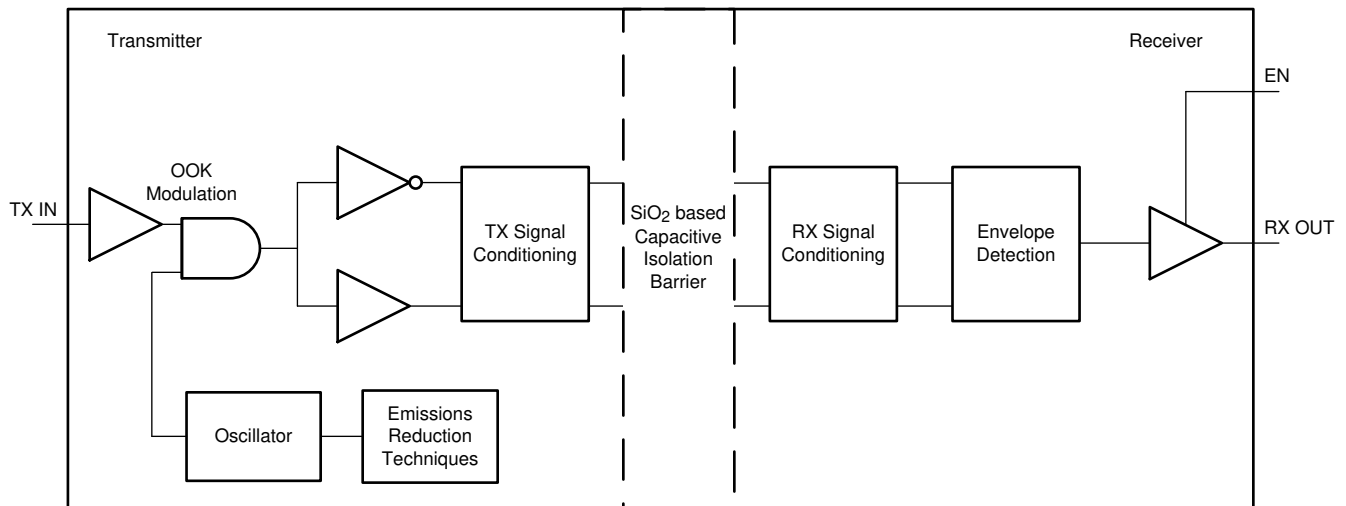 Transmitter
Receiver
EN
OOK
Modulation
TX IN
TX Signal
Conditioning
SiO2 based
Capacitive
Isolation
Barrier
RX Signal
Conditioning
Envelope
Detection
RX OUT
Oscillator
Emissions
Reduction
Techniques